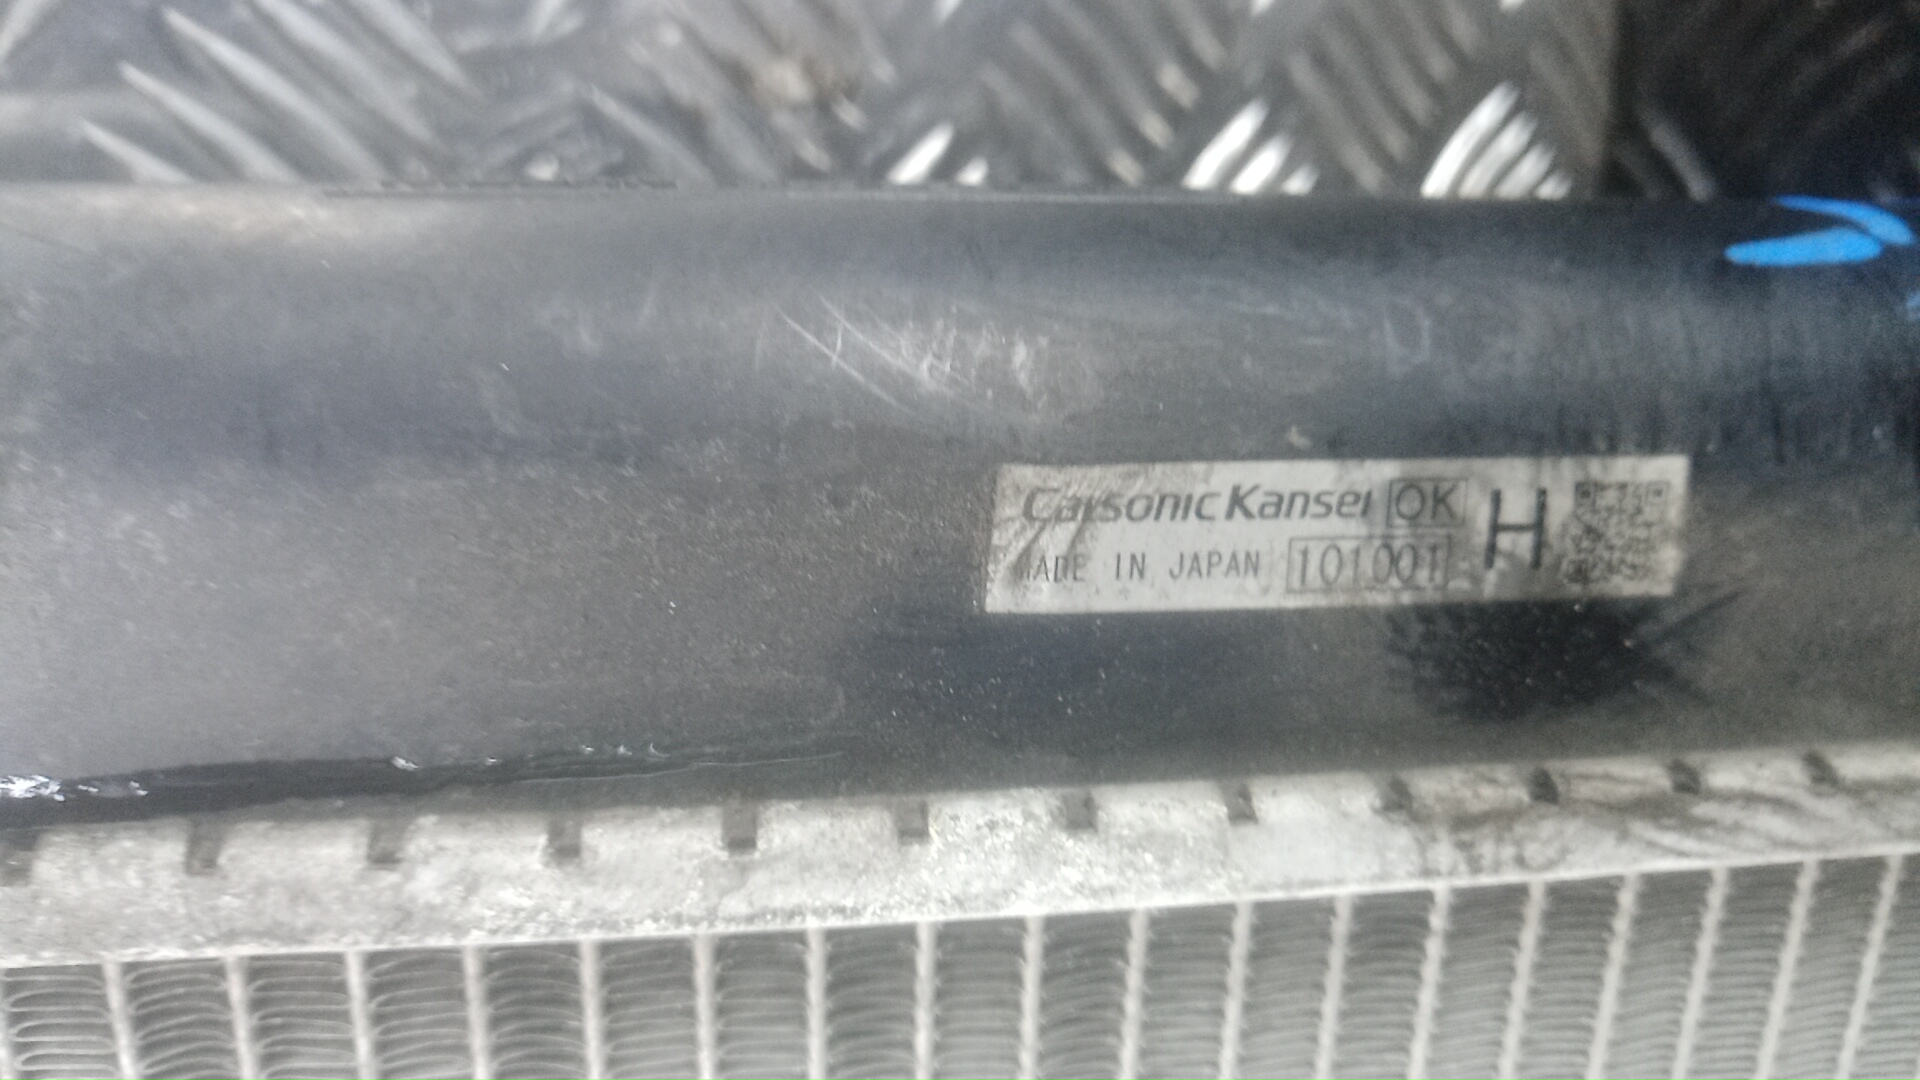 CalsonicKansei OK H
MADE IN JAPAN 101001